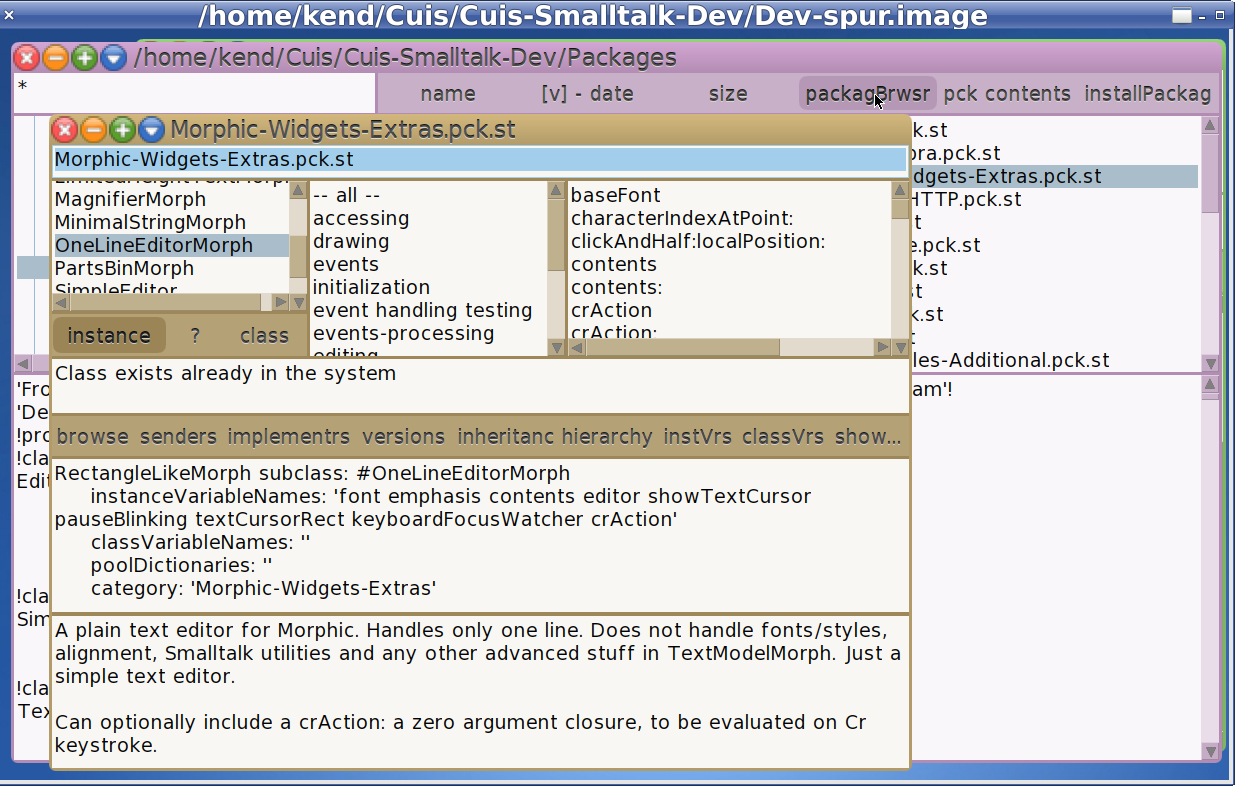 /home/kend/Cuis/Cuis-Smalltalk-Dev/Dev-spur.image
/home/kend/Cuis/Cuis-Smalltalk-Dev/Packages
*
name [v] - date size packagBrwsr pck contents installPackag
Morphic-Widgets-Extras.pck.st
Morphic-Widgets-Extras.pck.st
MagnifierMorph
MinimalStringMorph
OneLineEditorMorph
PartsBinMorph
SimpleEditor
instance ? class
-- all --
accessing
drawing
events
initialization
event handling testing
events-processing
editing
baseFont
characterIndexAtPoint:
clickAndHalf:localPosition:
contents
contents:
crAction
crAction:
k.st
ora.pck.st
dgets-Extras.pck.st
HTTP.pck.st
t
e.pck.st
k.st
st
k.st
t
les-Additional.pck.st
Class exists already in the system
browse senders implementrs versions inheritanc hierarchy instVrs classVrs show...
RectangleLikeMorph subclass: #OneLineEditorMorph
instanceVariableNames: 'font emphasis contents editor showTextCursor
pauseBlinking textCursorRect keyboardFocusWatcher crAction'
classVariableNames: ''
poolDictionaries: ''
category: 'Morphic-Widgets-Extras'
A plain text editor for Morphic. Handles only one line. Does not handle fonts/styles,
alignment, Smalltalk utilities and any other advanced stuff in TextModelMorph. Just a
simple text editor.
Can optionally include a crAction: a zero argument closure, to be evaluated on Cr
keystroke.
'Fro
'De
!pro
!cla
Edit
!cla
Sim
!cla
Tex
am'!